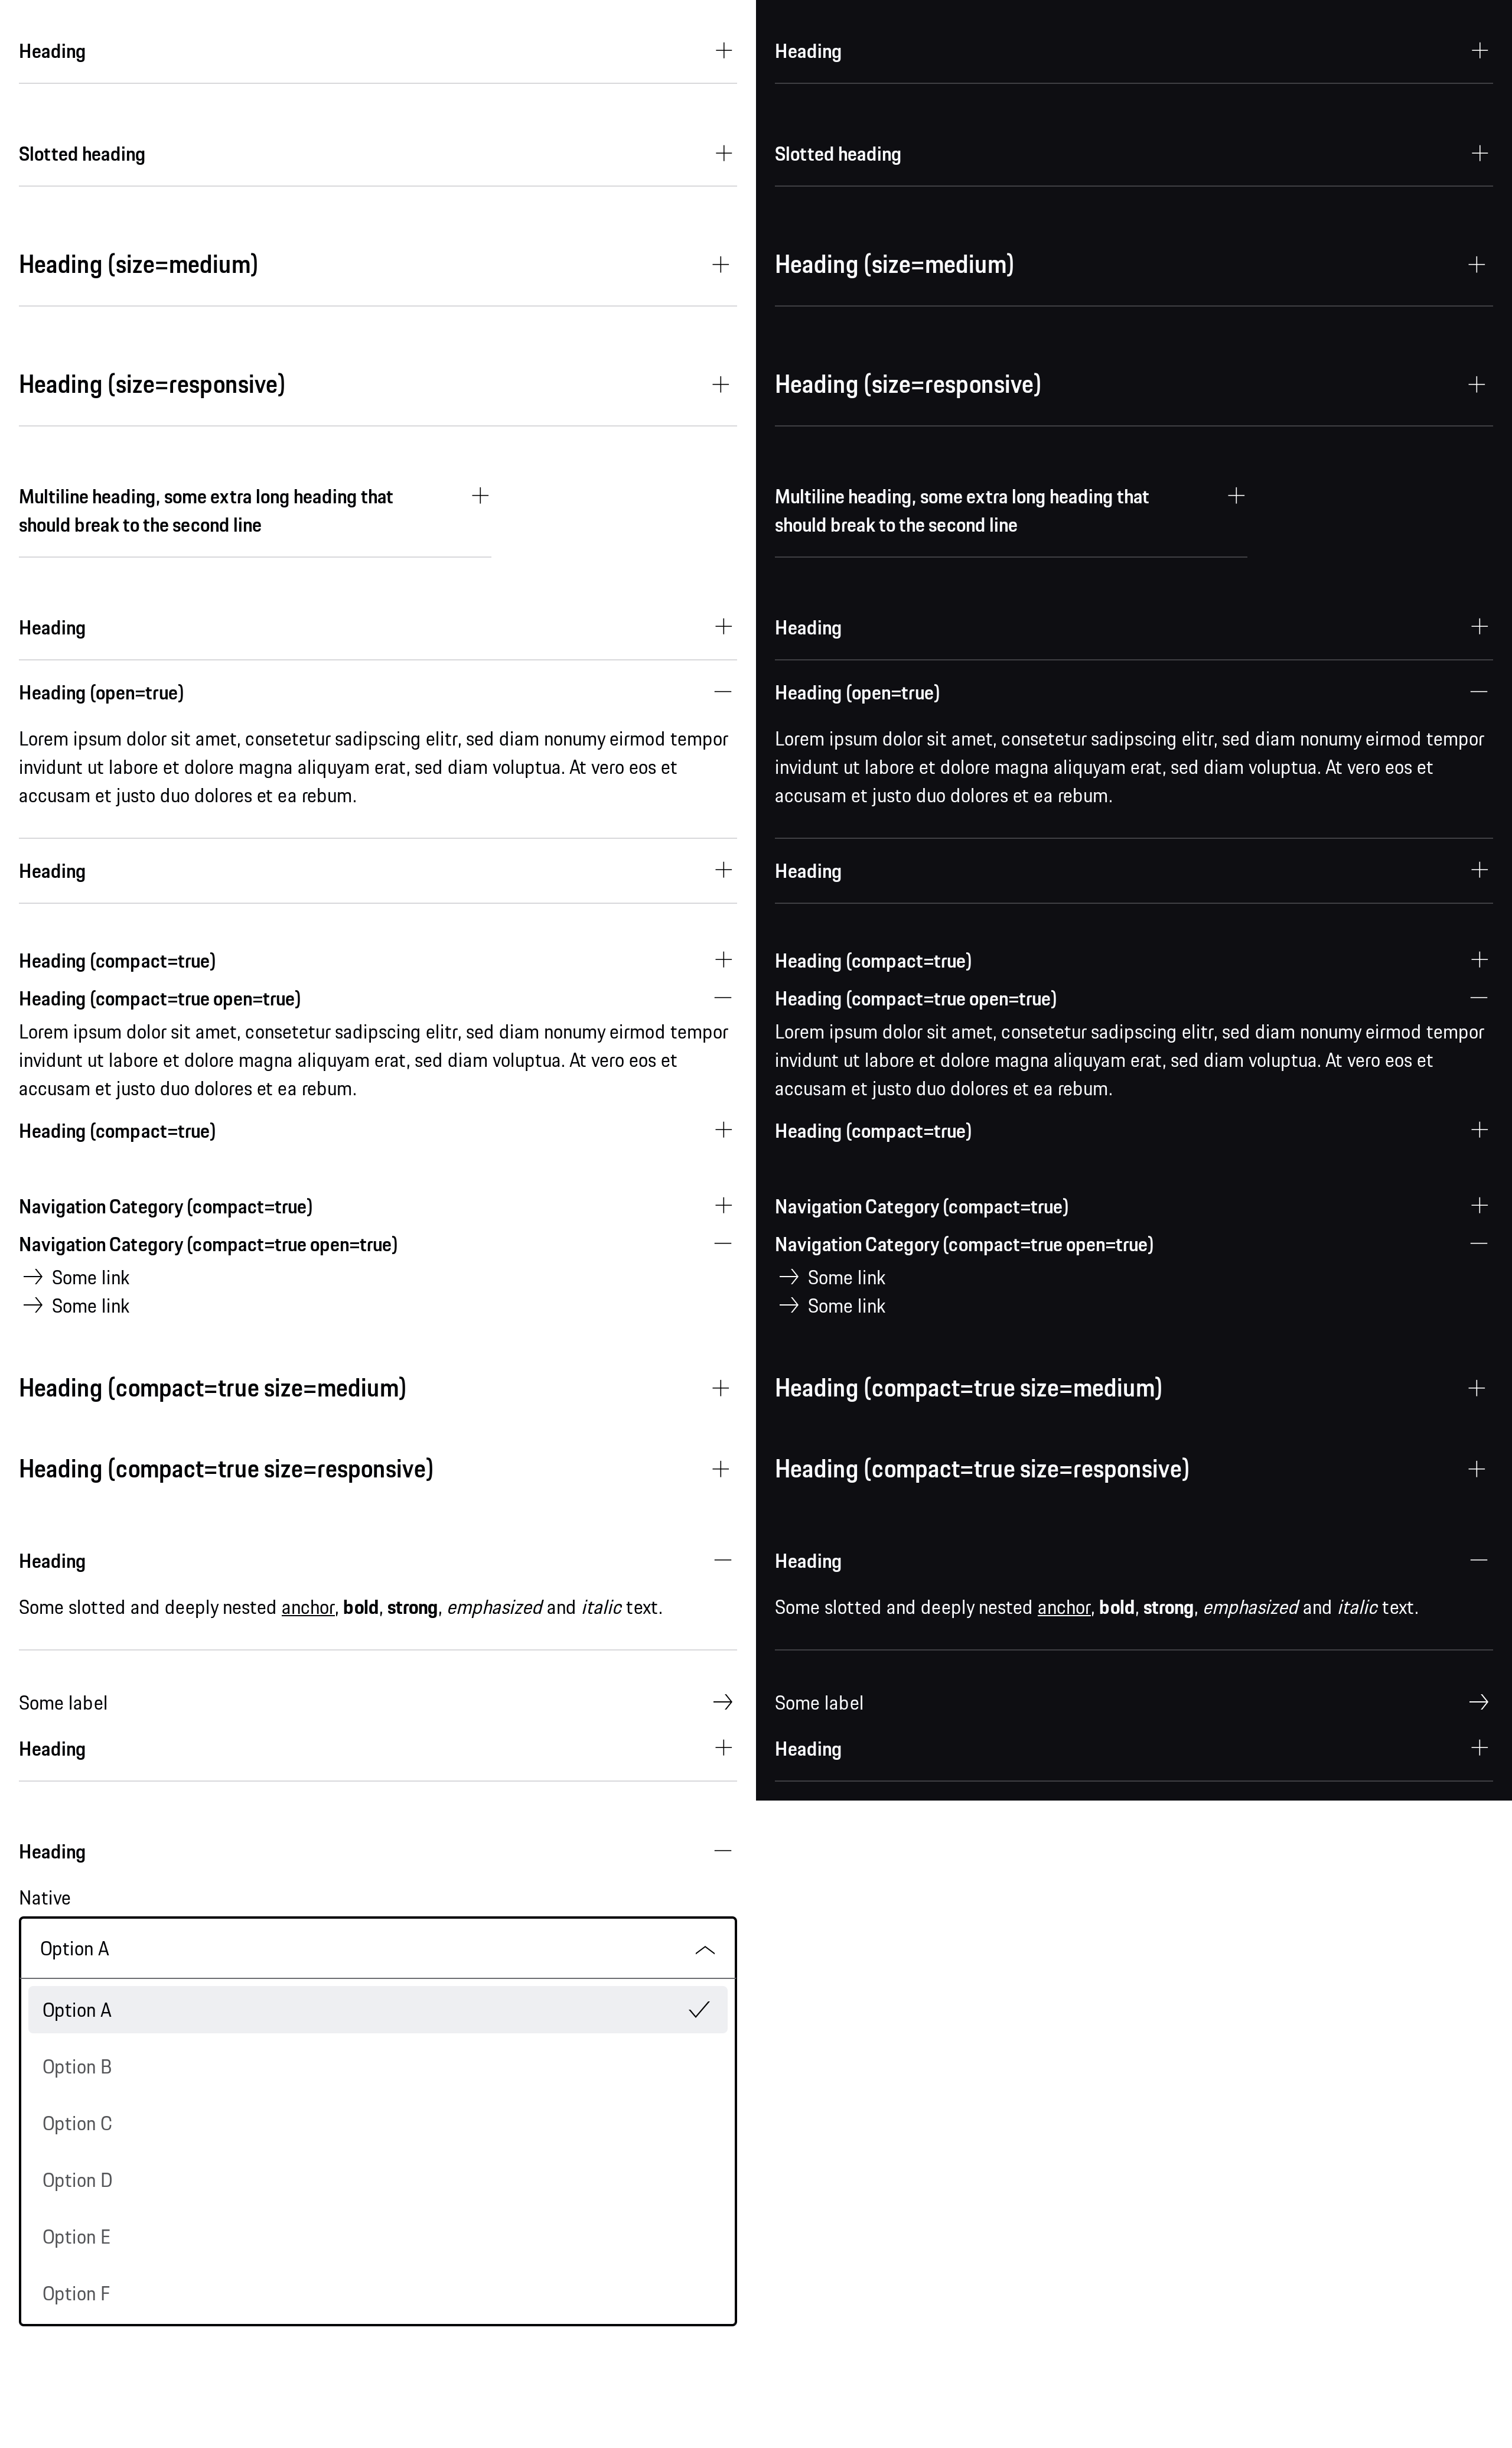 Heading
Slotted heading
Heading (size=medium)
Heading (size=responsive)
Multiline heading, some extra long heading that
should break to the second line
Heading
Heading (open=true)
Lorem ipsum dolor sit amet, consetetur sadipscing elitr, sed diam nonumy eirmod tempor
invidunt ut labore et dolore magna aliquyam erat, sed diam voluptua. At vero eos et
accusam et justo duo dolores et ea rebum.
Heading
Heading (compact=true)
Heading (compact=true open=true)
Lorem ipsum dolor sit amet, consetetur sadipscing elitr, sed diam nonumy eirmod tempor
invidunt ut labore et dolore magna aliquyam erat, sed diam voluptua. At vero eos et
accusam et justo duo dolores et ea rebum.
Heading (compact=true)
Navigation Category (compact=true)
Navigation Category (compact=true open=true)
Some link
Some link
Heading (compact=true size=medium)
Heading (compact=true size=responsive)
Heading
Some slotted and deeply nested anchor, bold, strong, emphasized and italic text.
Some label
Heading
Heading
Native
Option A
Option A
Option B
Option C
Option D
Option E
Option F
Heading
Slotted heading
Heading (size=medium)
Heading (size=responsive)
Multiline heading, some extra long heading that
should break to the second line
Heading
Heading (open=true)
Lorem ipsum dolor sit amet, consetetur sadipscing elitr, sed diam nonumy eirmod tempor
invidunt ut labore et dolore magna aliquyam erat, sed diam voluptua. At vero eos et
accusam et justo duo dolores et ea rebum.
Heading
Heading (compact=true)
Heading (compact=true open=true)
Lorem ipsum dolor sit amet, consetetur sadipscing elitr, sed diam nonumy eirmod tempor
invidunt ut labore et dolore magna aliquyam erat, sed diam voluptua. At vero eos et
accusam et justo duo dolores et ea rebum.
Heading (compact=true)
Navigation Category (compact=true)
Navigation Category (compact=true open=true)
Some link
Some link
Heading (compact=true size=medium)
Heading (compact=true size=responsive)
Heading
Some slotted and deeply nested anchor, bold, strong, emphasized and italic text.
Some label
Heading